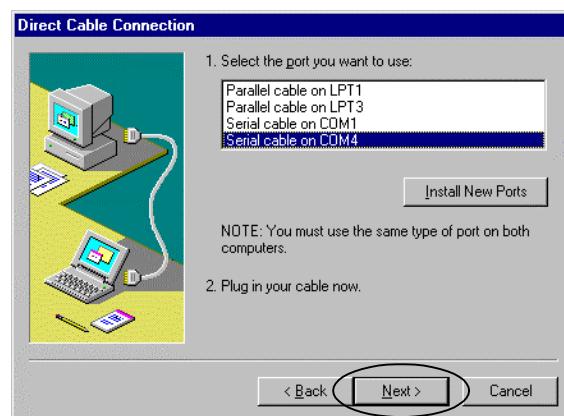 Direct Cable Connection
1. Select the port you want to use:
Parallel cable on LPT1
Parallel cable on LPT3
Serial cable on COM1
Serial cable on COM4
Install New Ports
NOTE: You must use the same type of port on both
computers.
2. Plug in your cable now.
< Back
Next >
Cancel